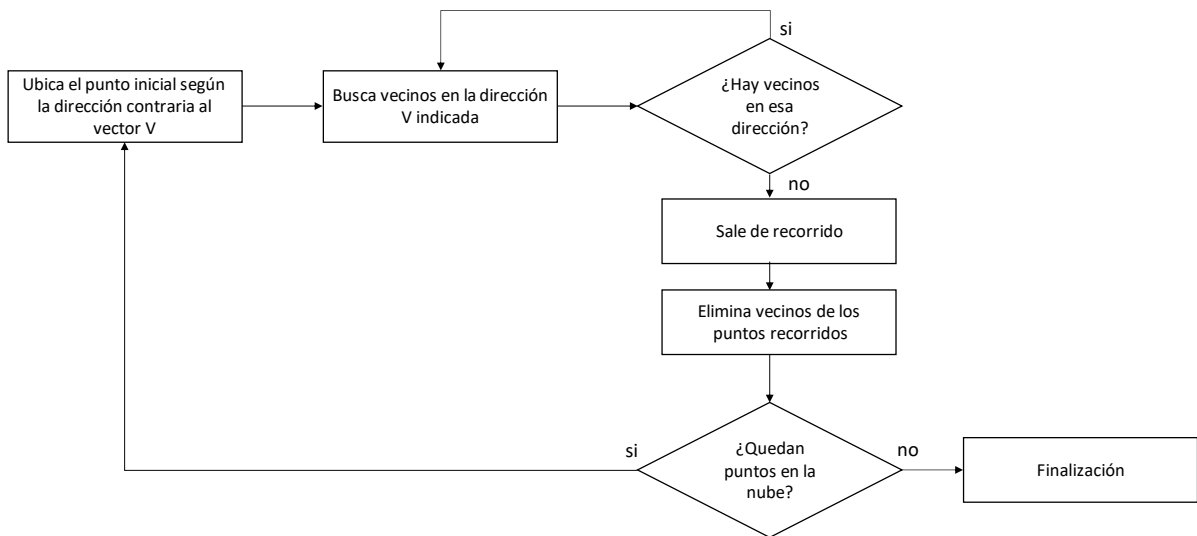 si
Ubica el punto inicial según
la dirección contraria al
vector V
Busca vecinos en la dirección
V indicada
¿Hay vecinos
en esa
dirección?
no
Sale de recorrido
Elimina vecinos de los
puntos recorridos
si
¿Quedan
puntos en la
nube?
no
Finalización